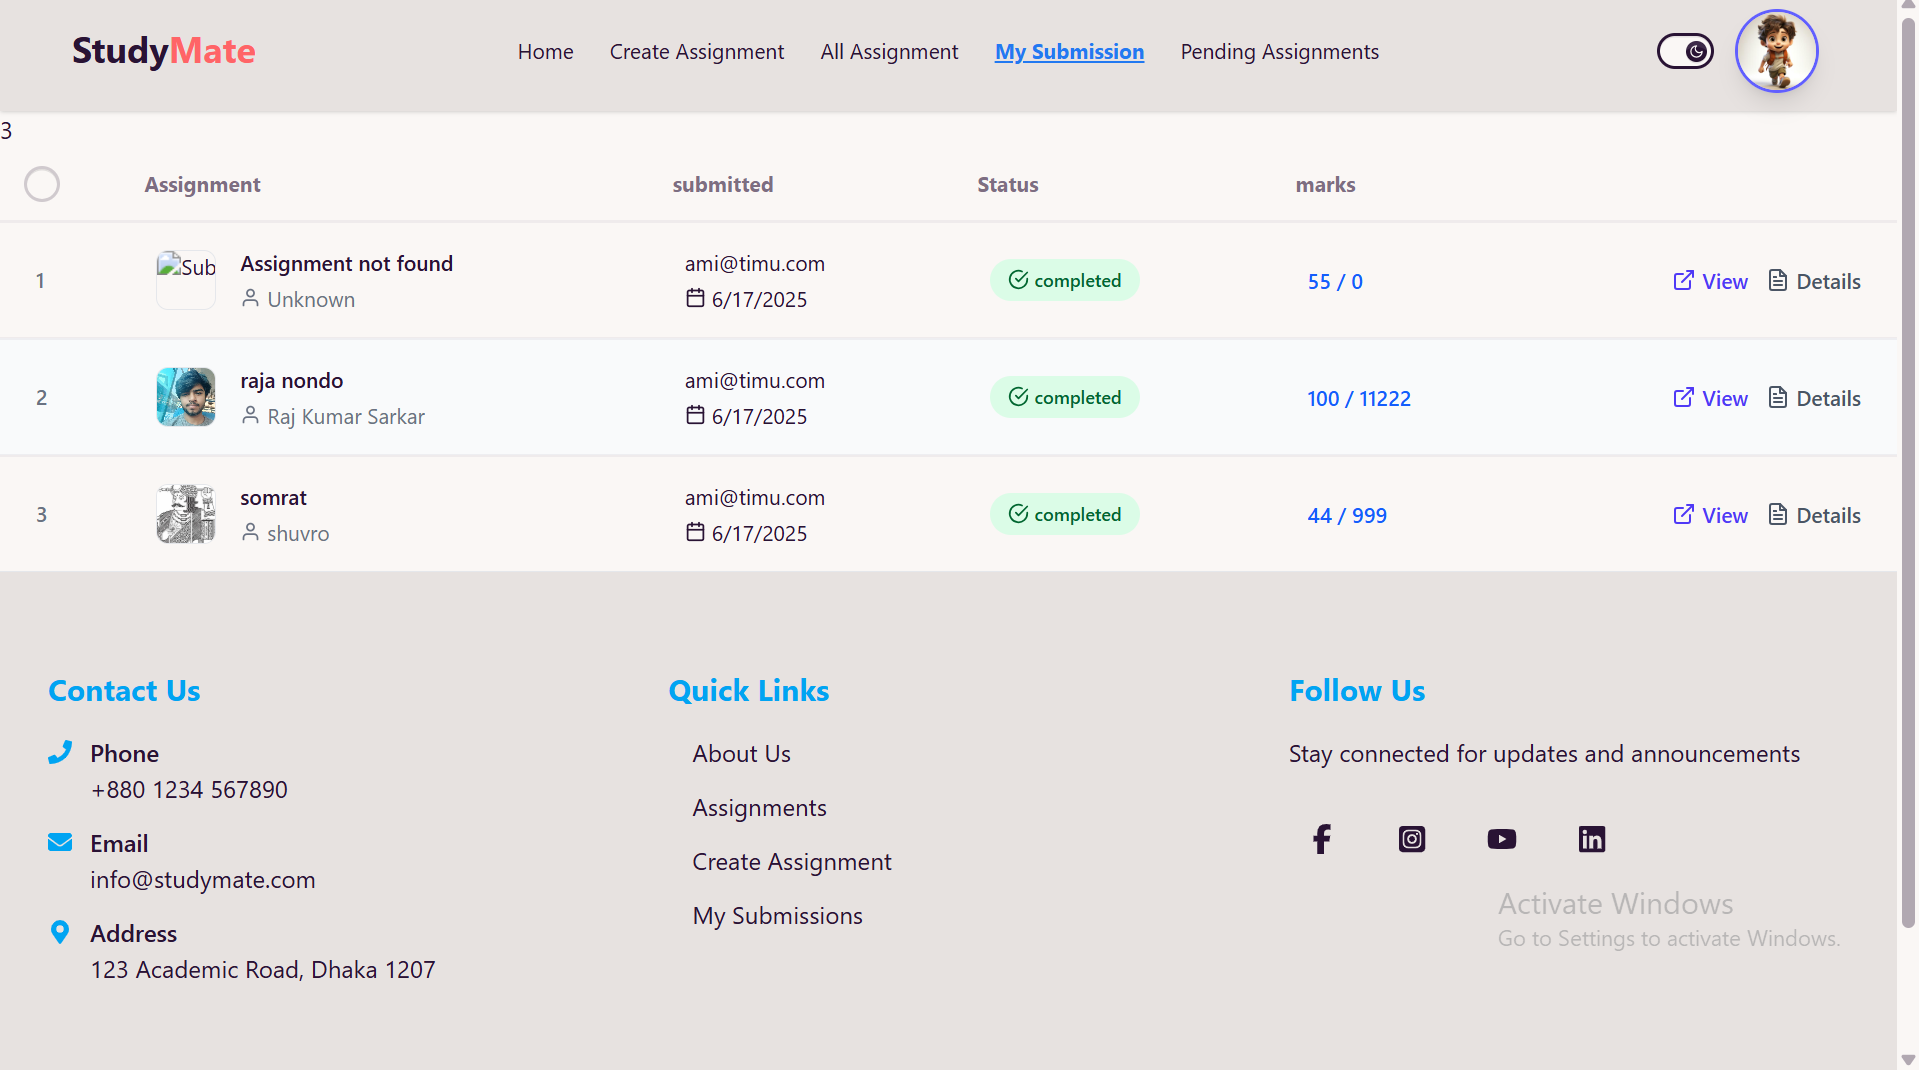 StudyMate Home Create Assignment All Assignment My Submission Pending Assignments
3
Assignment submitted Status marks
1 Sub Assignment not found ami@timu.com completed 55 / 0 View Details
Unknown 6/17/2025
2 raja nondo ami@timu.com completed 100 / 11222 View Details
Raj Kumar Sarkar 6/17/2025
3 somrat ami@timu.com completed 44 / 999 View Details
shuvro 6/17/2025
Contact Us
Phone
+880 1234 567890
Email
info@studymate.com
Address
123 Academic Road, Dhaka 1207
Quick Links
About Us
Assignments
Create Assignment
My Submissions
Follow Us
Stay connected for updates and announcements
Activate Windows
Go to Settings to activate Windows.